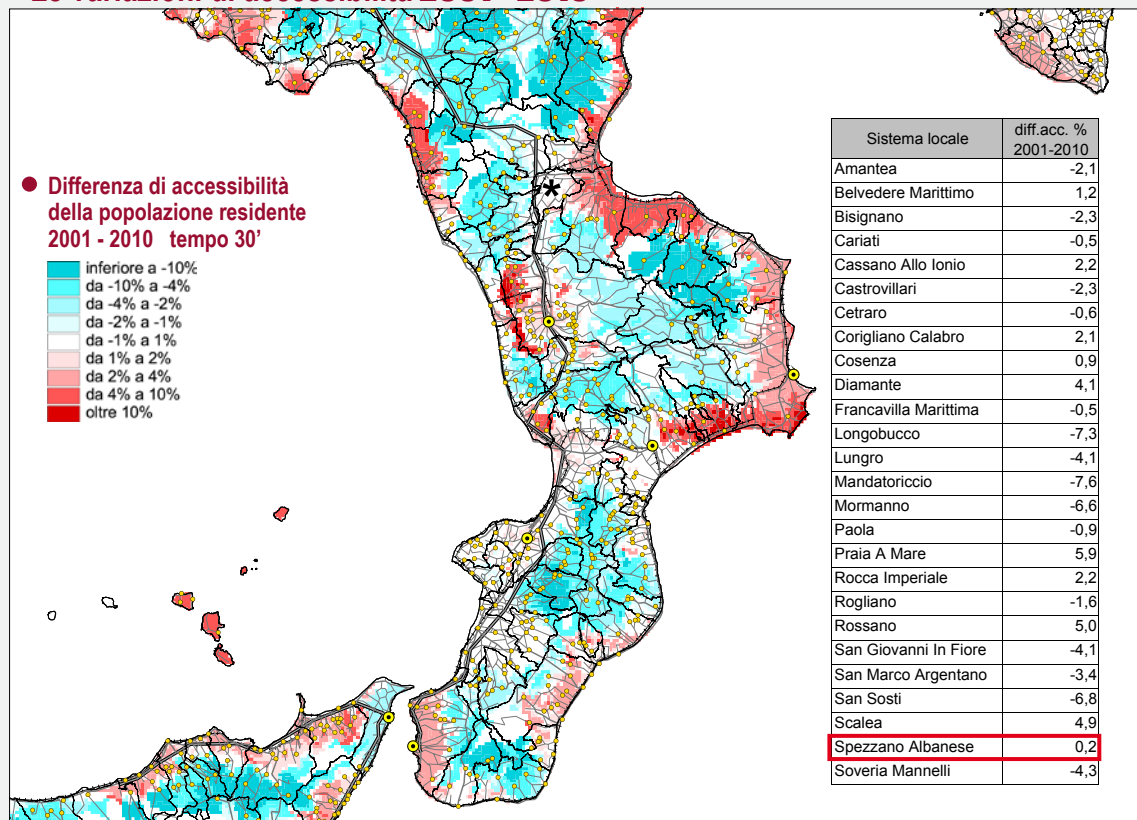 Differenza di accessibilità
della popolazione residente
2001 - 2010 tempo 30'
inferiore a -10%
da -10% a -4%
da -4% a -2%
da -2% a -1%
da -1% a 1%
da 1% a 2%
da 2% a 4%
da 4% a 10%
oltre 10%
*
Sistema locale diff.acc. %
2001-2010
Amantea -2,1
Belvedere Marittimo 1,2
Bisignano -2,3
Cariati -0,5
Cassano Allo Ionio 2,2
Castrovillari -2,3
Cetraro -0,6
Corigliano Calabro 2,1
Cosenza 0,9
Diamante 4,1
Francavilla Marittima -0,5
Longobucco -7,3
Lungro -4,1
Mandatoriccio -7,6
Mormanno -6,6
Paola -0,9
Praia A Mare 5,9
Rocca Imperiale 2,2
Rogliano -1,6
Rossano 5,0
San Giovanni In Fiore -4,1
San Marco Argentano -3,4
San Sosti -6,8
Scalea 4,9
Spezzano Albanese 0,2
Soveria Mannelli -4,3